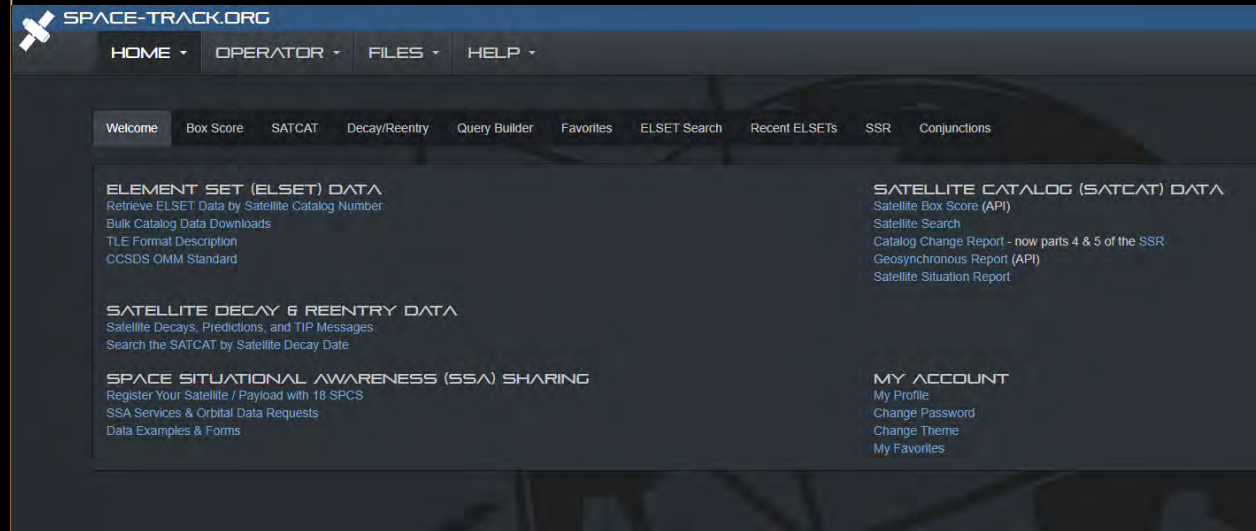 SPACE-TRACK.ORG
HOME OPERATOR FILES HELP
Welcome Box Score SATCAT Decay/Reentry Query Builder Favorites ELSET Search Recent ELSETs SSR Conjunctions
ELEMENT SET (ELSET) DATA
Retrieve ELSET Data by Satellite Catalog Number
Bulk Catalog Data Downloads
TLE Format Description
CCSDS OMM Standard
SATELLITE CATALOG (SATCAT) DATA
Satellite Box Score (API)
Satellite Search
Catalog Change Report - now parts 4 & 5 of the SSR
Geosynchronous Report (API)
Satellite Situation Report
SATELLITE DECAY & REENTRY DATA
Satellite Decays, Predictions, and TIP Messages
Search the SATCAT by Satellite Decay Date
SPACE SITUATIONAL AWARENESS (SSA) SHARING
Register Your Satellite / Payload with 18 SPCS
SSA Services & Orbital Data Requests
Data Examples & Forms
MY ACCOUNT
My Profile
Change Password
Change Theme
My Favorites